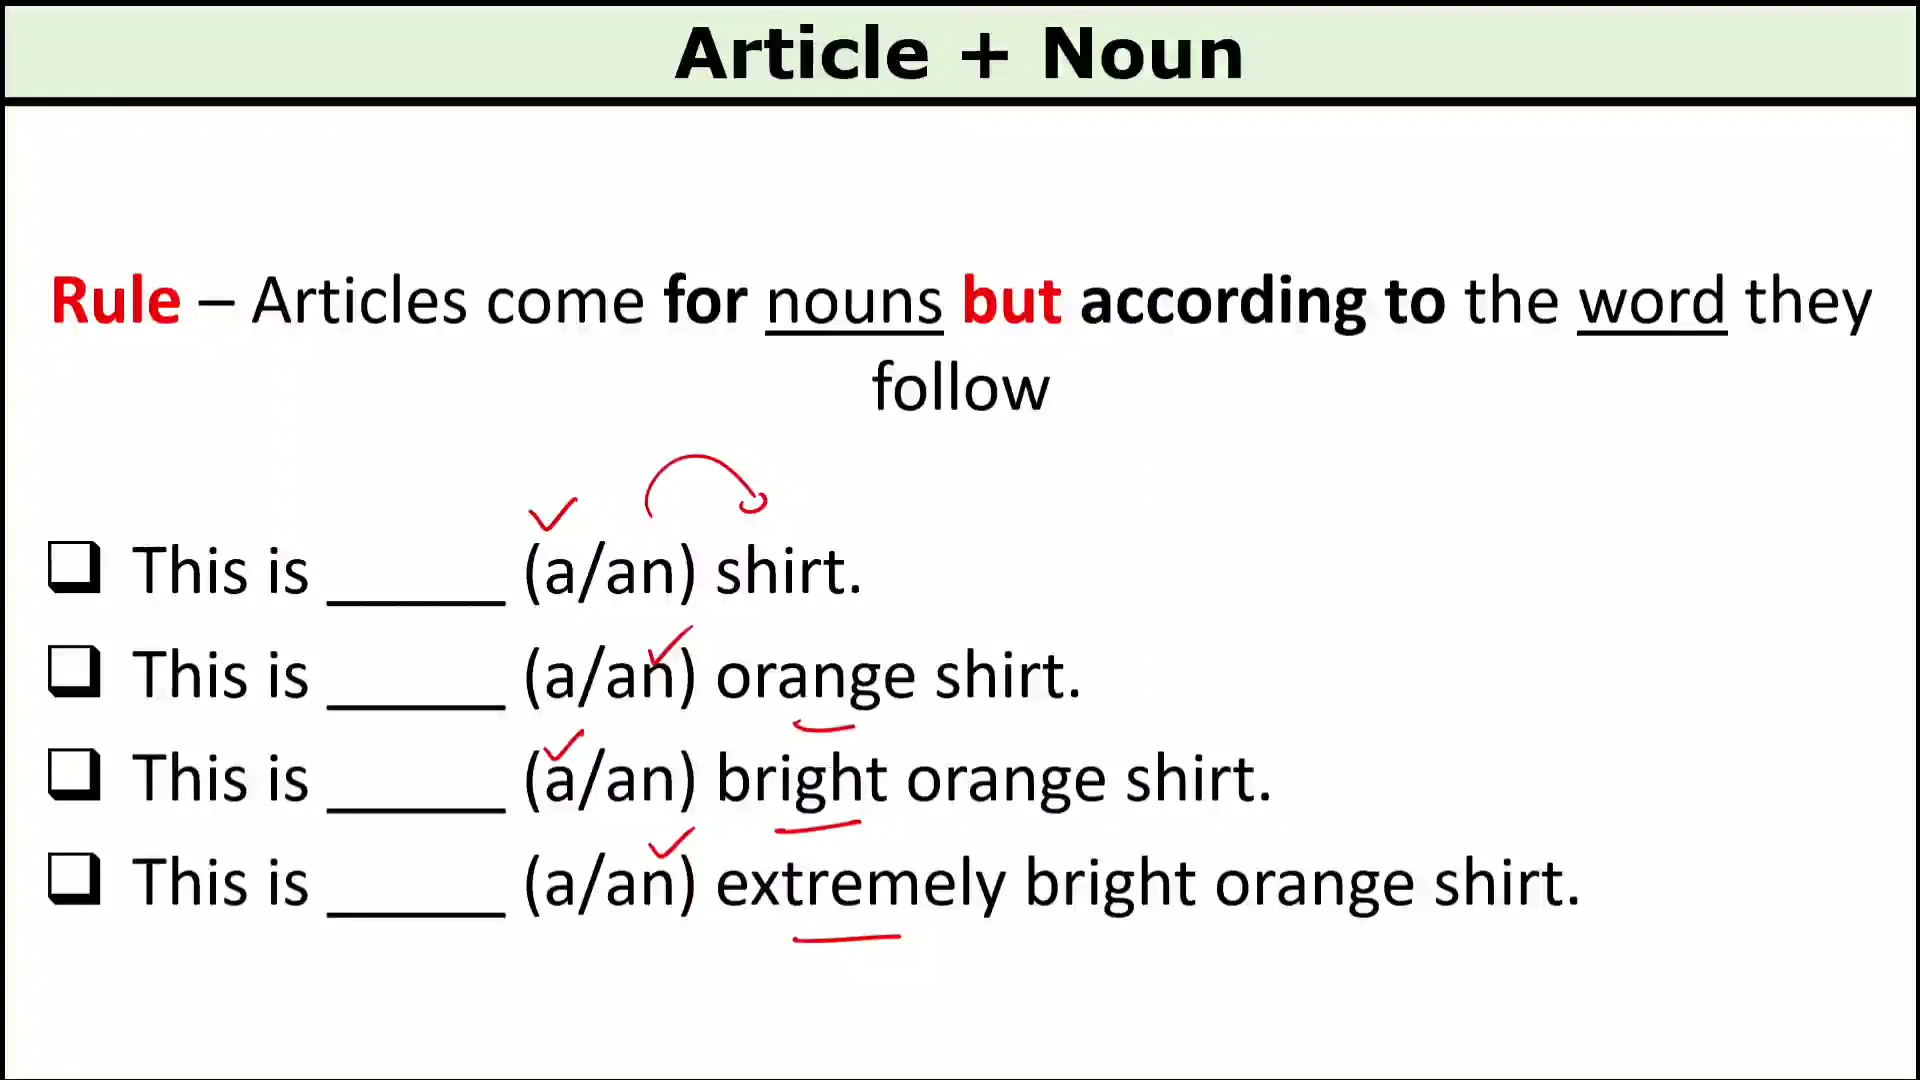 Article + Noun
Rule – Articles come for nouns but according to the word they
follow
This is ______ (a/an) shirt.
This is ______ (a/an) orange shirt.
This is ______ (a/an) bright orange shirt.
This is ______ (a/an) extremely bright orange shirt.